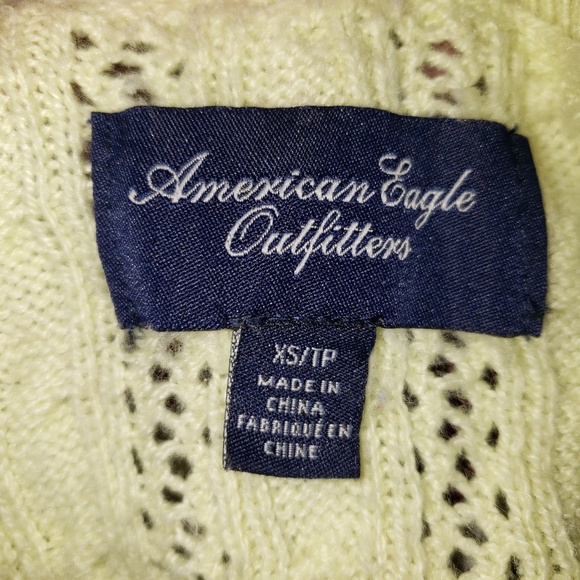 American Eagle
Outfitters
XS/TP
MADE IN
CHINA
FABRIQUÉ EN
CHINE